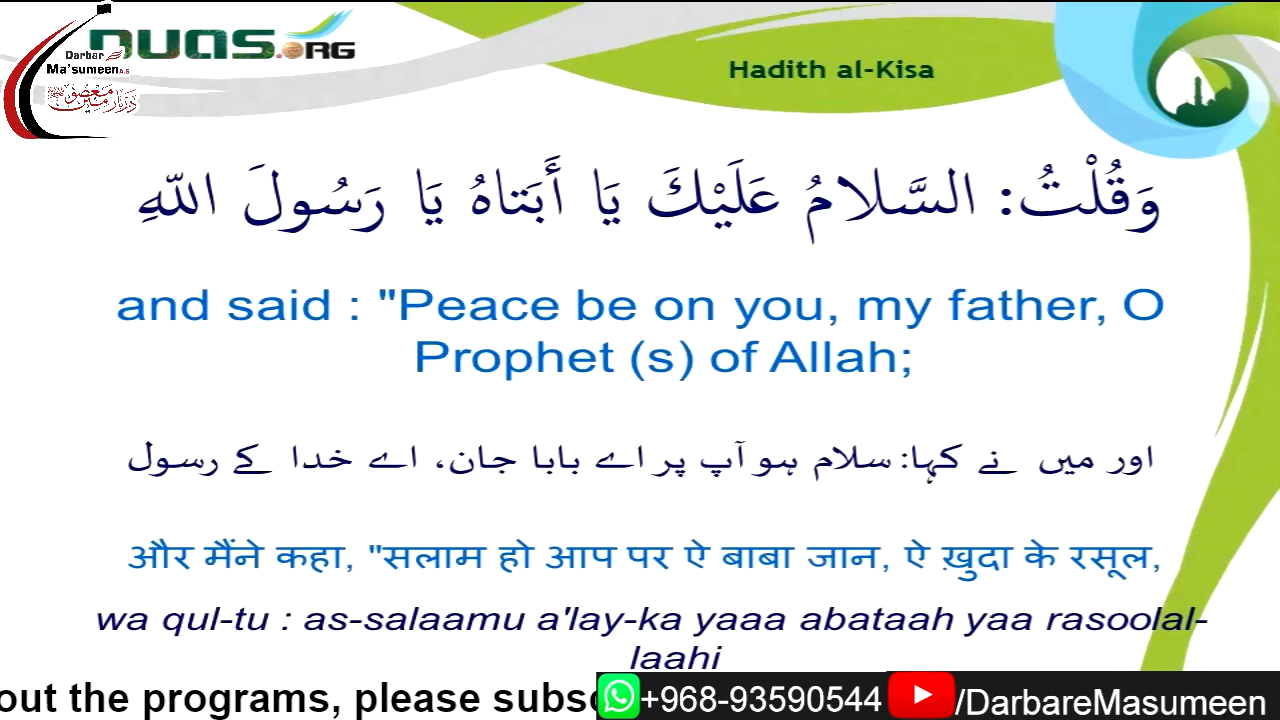 DUAS.ORG
Darbar
Ma'sumeen A.S
Hadith al-Kisa
وَقُلْتُ: السَّلامُ عَلَيْكَ يَا أَبَتاهُ يَا رَسُولَ اللّهِ
and said : "Peace be on you, my father, O
Prophet (s) of Allah;
اور میں نے کہا: سلام ہو آپ پر اے بابا جان، اے خدا کے رسول
और मैंने कहा, "सलाम हो आप पर ऐ बाबा जान, ऐ ख़ुदा के रसूल,
wa qul-tu : as-salaamu a'lay-ka yaaa abataah yaa rasoolal-
laahi
out the programs, please subsc
+968-93590544
/DarbareMasumeen